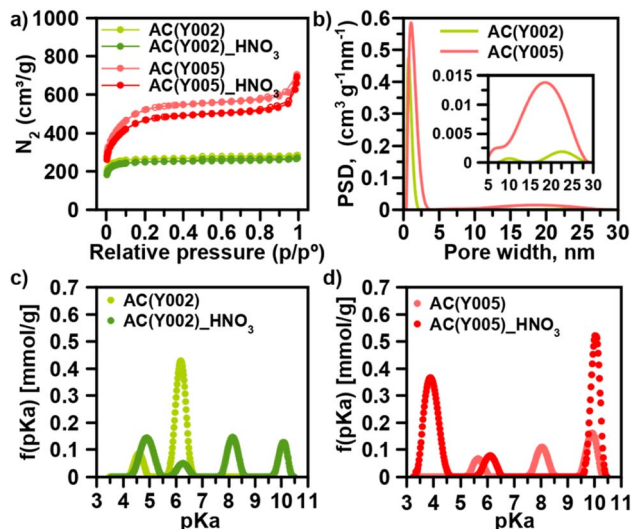 a)
N₂ (cm³/g)
1000
800
600
400
200
0
AC(Y002)
AC(Y002)_HNO₃
AC(Y005)
AC(Y005)_HNO₃
0 0.2 0.4 0.6 0.8 1
Relative pressure (p/pº)
b)
PSD, (cm³ g⁻¹nm⁻¹)
0.6
0.5
0.4
0.3
0.2
0.1
0
AC(Y002)
AC(Y005)
0.015
0.01
0.005
0
5 10 15 20 25 30
0 5 10 15 20 25 30
Pore width, nm
c)
f(pKa) [mmol/g]
0.7
0.6
0.5
0.4
0.3
0.2
0.1
0
AC(Y002)
AC(Y002)_HNO₃
3 4 5 6 7 8 9 10 11
pKa
d)
f(pKa) [mmol/g]
0.7
0.6
0.5
0.4
0.3
0.2
0.1
0
AC(Y005)
AC(Y005)_HNO₃
3 4 5 6 7 8 9 10 11
pKa